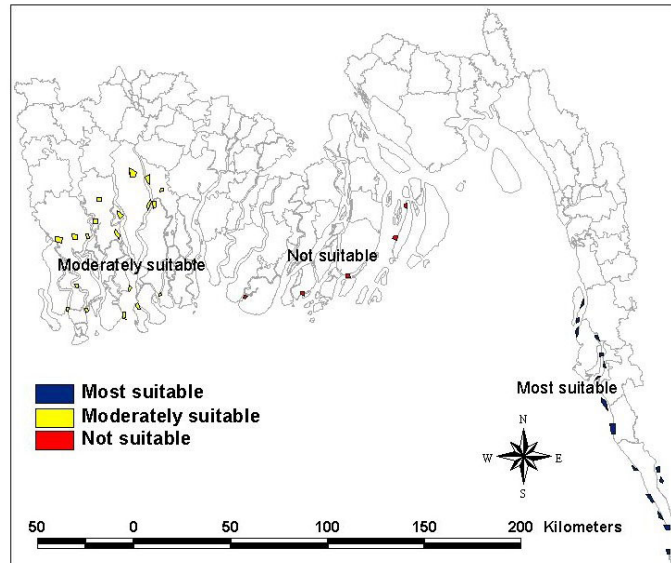 Not suitable
Moderately suitable
Most suitable
Most suitable
Moderately suitable
Not suitable
N
W E
S
50 0 50 100 150 200 Kilometers